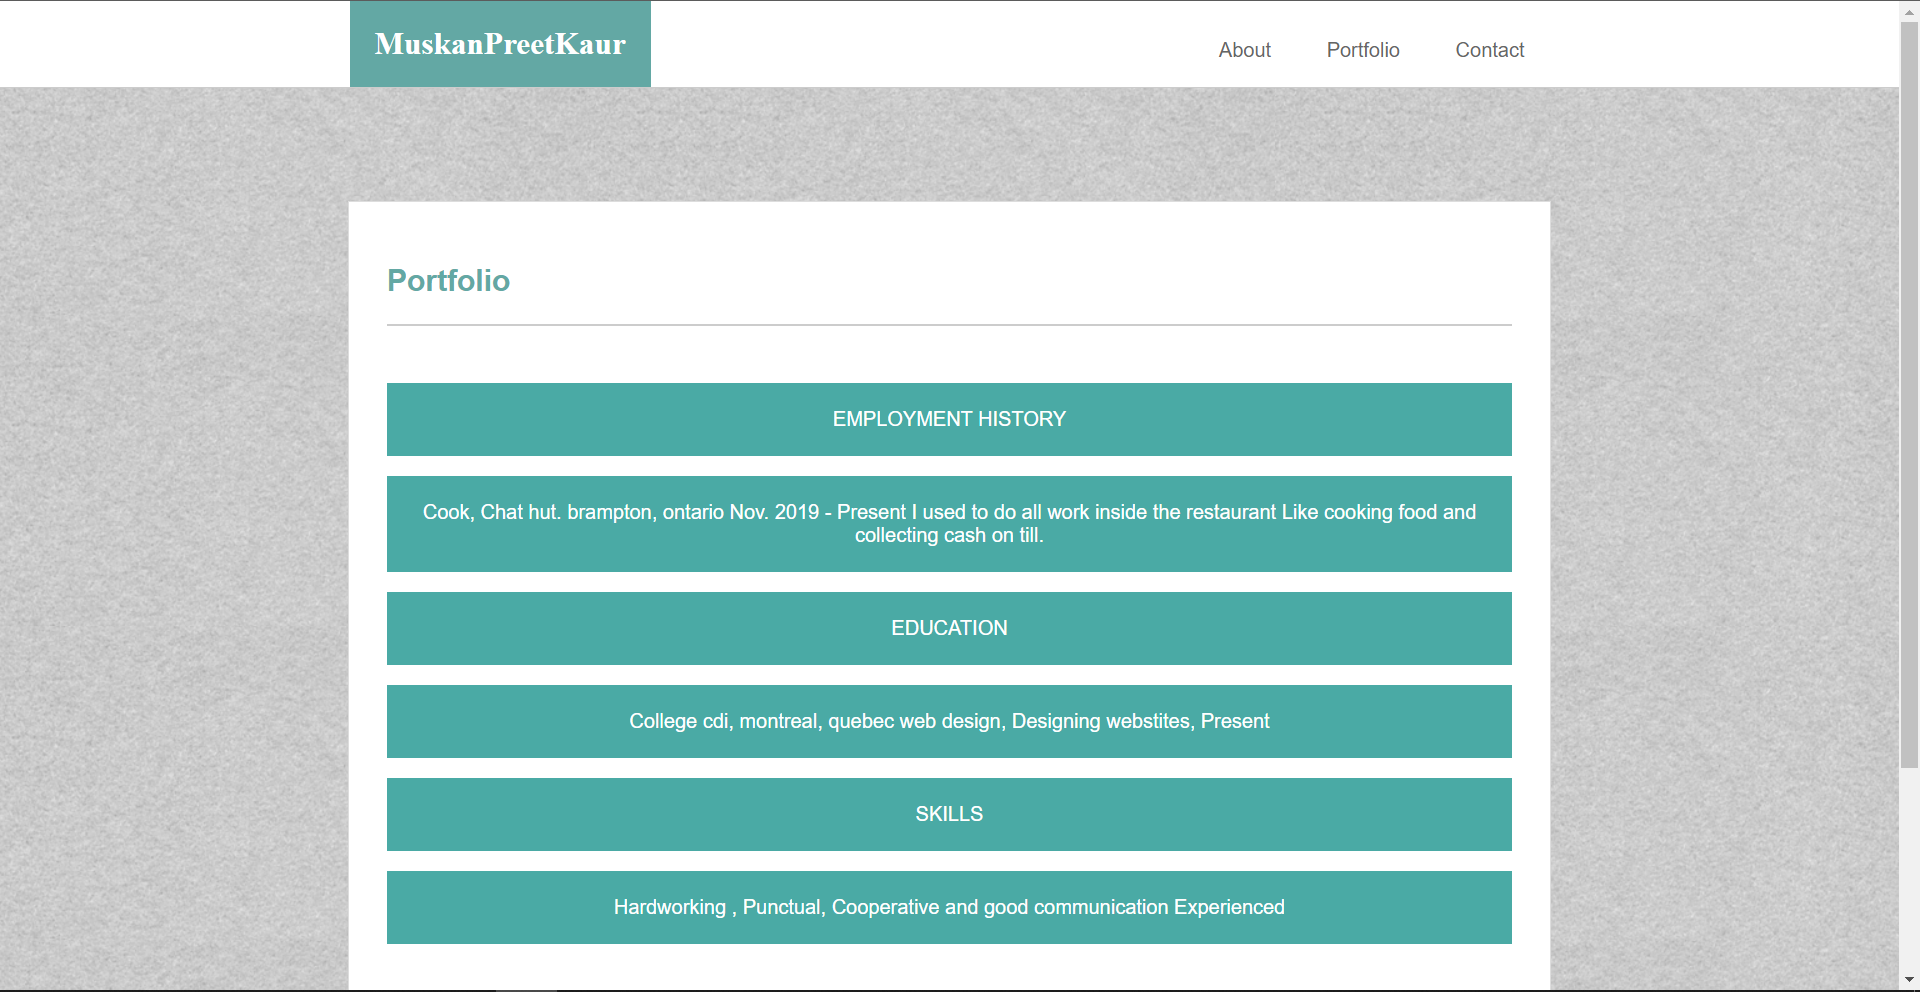 MuskanPreetKaur
About Portfolio Contact
Portfolio
EMPLOYMENT HISTORY
Cook, Chat hut. brampton, ontario Nov. 2019 - Present I used to do all work inside the restaurant Like cooking food and
collecting cash on till.
EDUCATION
College cdi, montreal, quebec web design, Designing webstites, Present
SKILLS
Hardworking , Punctual, Cooperative and good communication Experienced